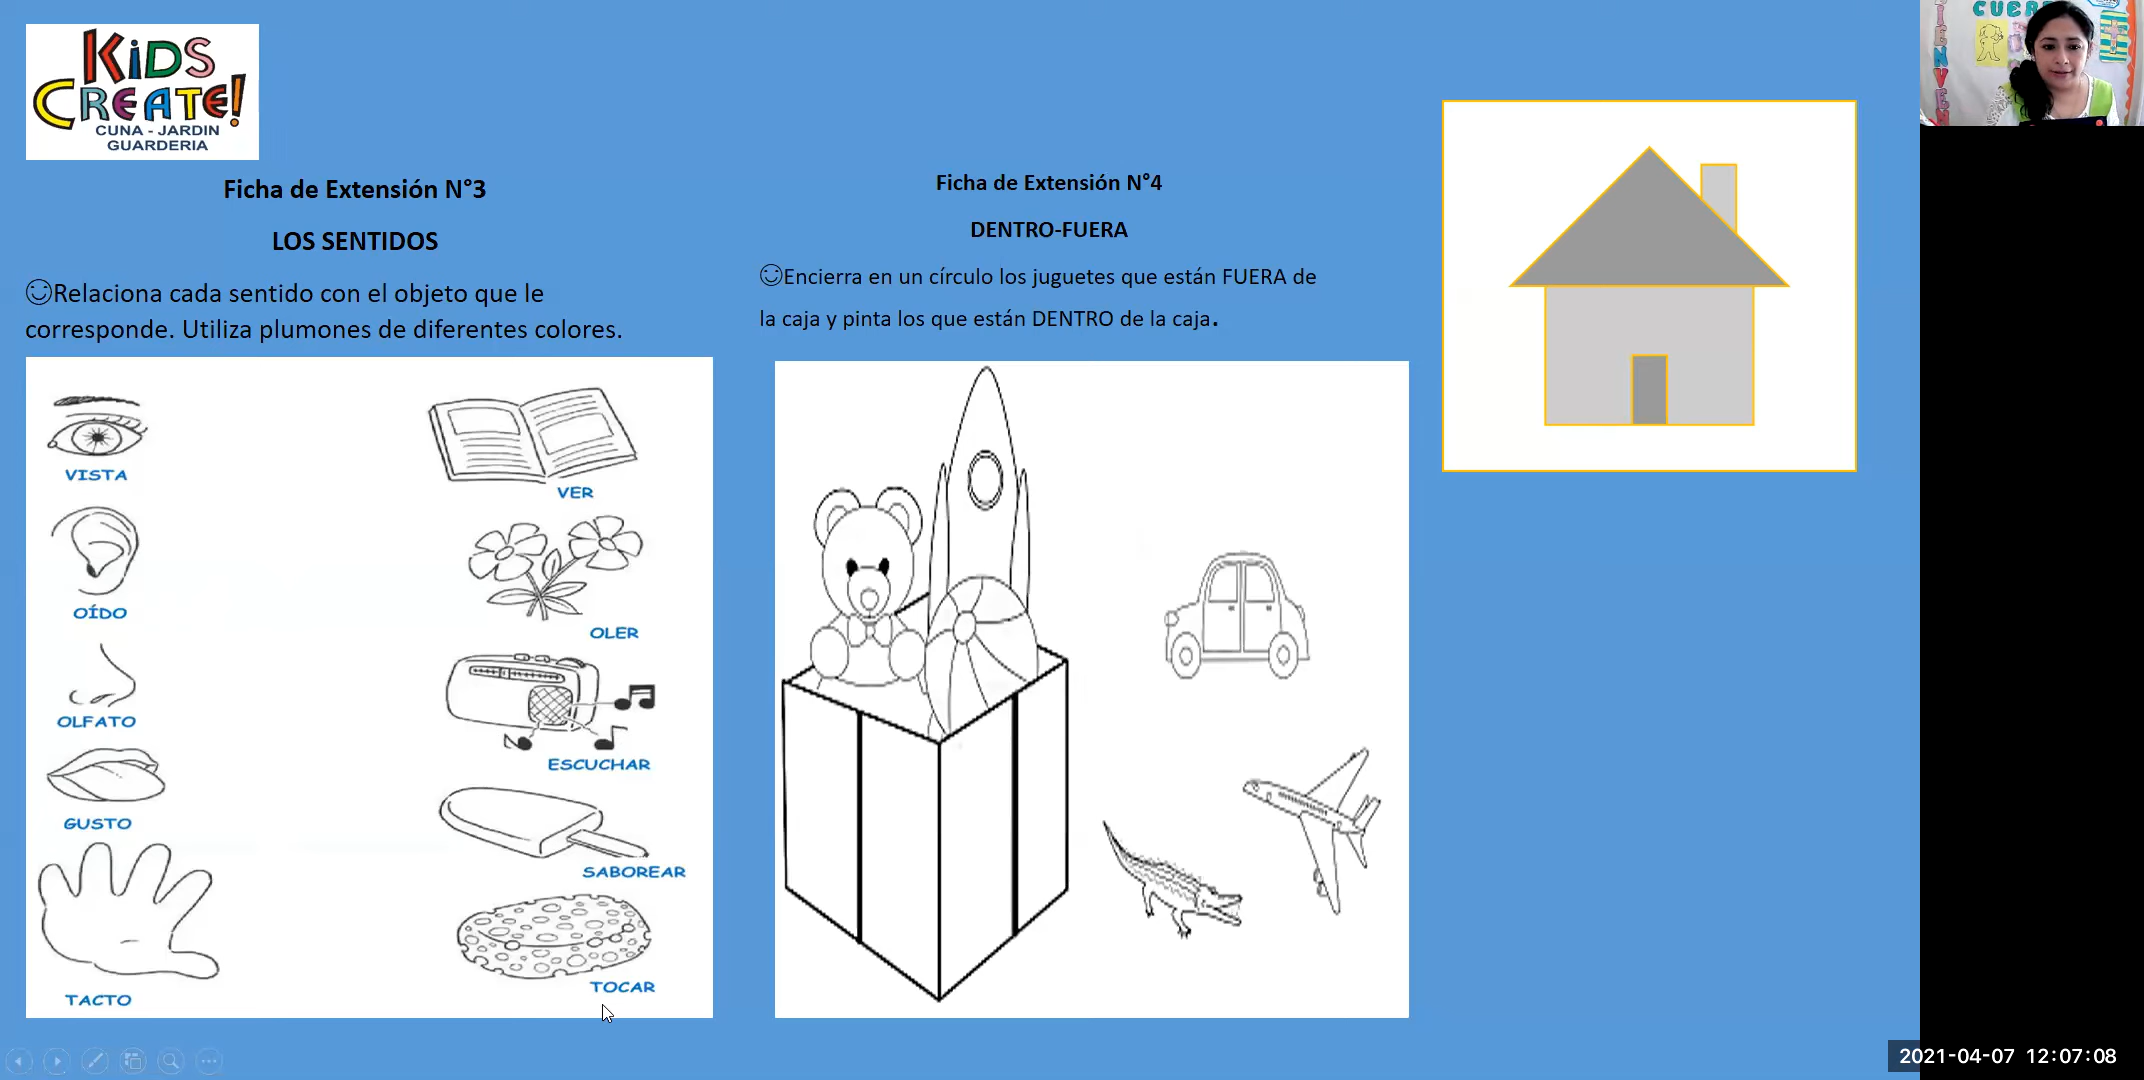 KiDS
CREATE!
CUNA - JARDIN
GUARDERIA
Ficha de Extensión N°3
LOS SENTIDOS
Relaciona cada sentido con el objeto que le
corresponde. Utiliza plumones de diferentes colores.
VISTA
VER
OÍDO
OLER
OLFATO
ESCUCHAR
GUSTO
SABOREAR
TACTO
TOCAR
Ficha de Extensión N°4
DENTRO-FUERA
Encierra en un círculo los juguetes que están FUERA de
la caja y pinta los que están DENTRO de la caja.
2021-04-07 12:07:08